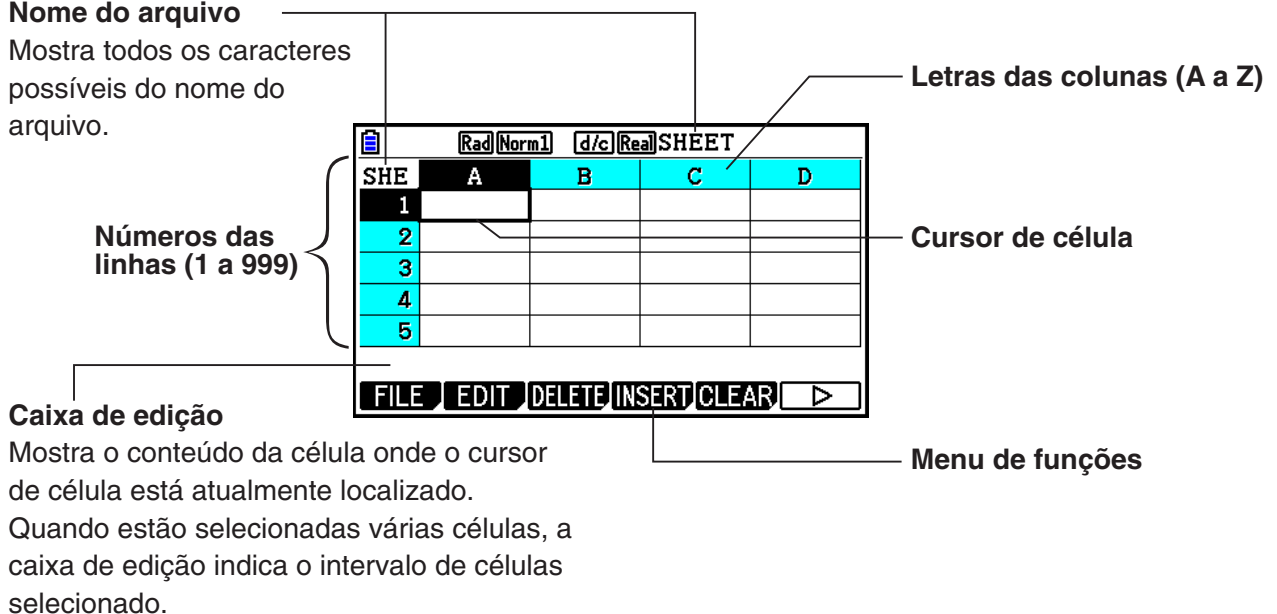 Nome do arquivo
Mostra todos os caracteres
possíveis do nome do
arquivo.
Letras das colunas (A a Z)
Rad Norm1 d/c Real SHEET
SHE A B C D
1
2
3
4
5
Números das
linhas (1 a 999)
Cursor de célula
FILE EDIT DELETE INSERT CLEAR ▷
Caixa de edição
Mostra o conteúdo da célula onde o cursor
de célula está atualmente localizado.
Quando estão selecionadas várias células, a
caixa de edição indica o intervalo de células
selecionado.
Menu de funções